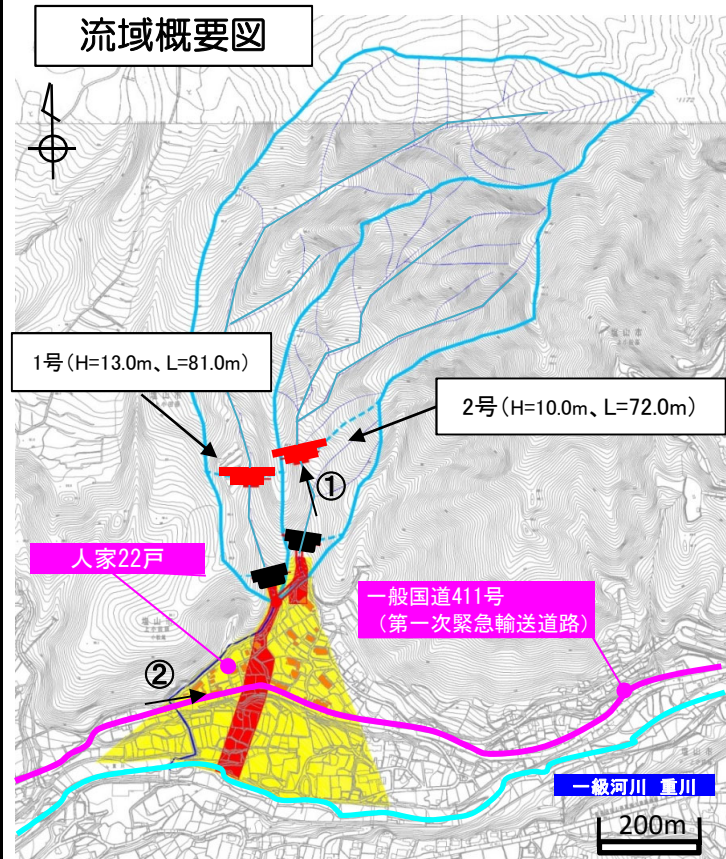 流域概要図
1号(H=13.0m、L=81.0m)
2号(H=10.0m、L=72.0m)
①
人家22戸
一般国道411号
(第一次緊急輸送道路)
②
一級河川 重川
200m